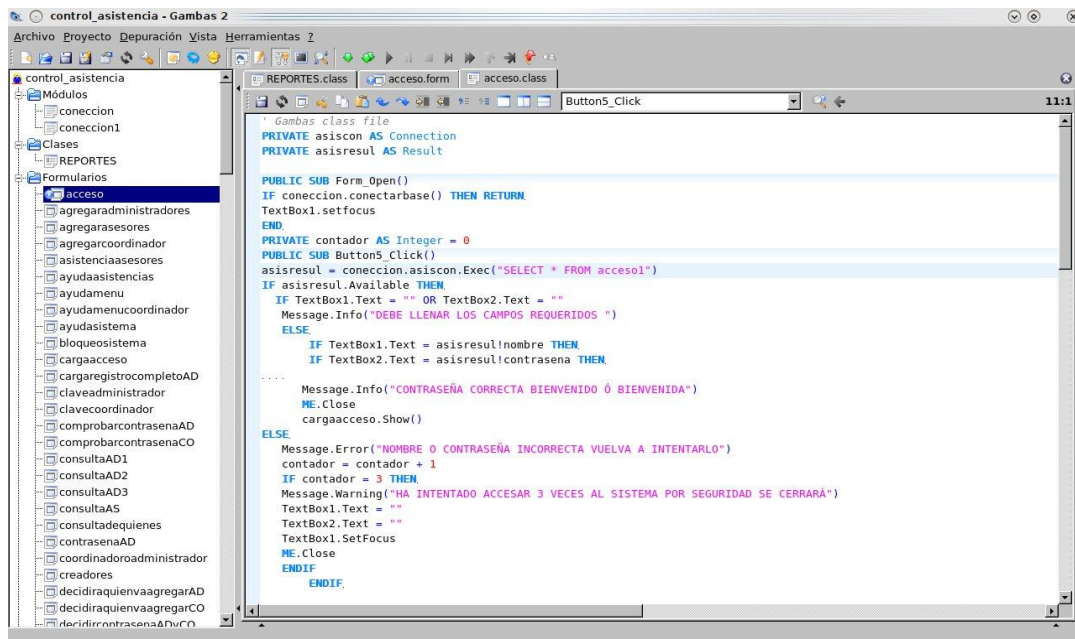 control_asistencia - Gambas 2
Archivo Proyecto Depuración Vista Herramientas ?
control_asistencia
Módulos
coneccion
coneccion1
Clases
REPORTES
Formularios
acceso
agregaradministradores
agregarasesores
agregarcoordinador
asistenciaasesores
ayudaasistencias
ayudamenu
ayudamenucoordinador
ayudasistema
bloqueosistema
cargaacceso
cargaregistrocompletoAD
claveadministrador
clavecoordinador
comprobarcontrasenaAD
comprobarcontrasenaCO
consultaAD1
consultaAD2
consultaAD3
consultaAS
consultadequienes
contrasenaAD
coordinadoroadministrador
creadores
decidiraquienvaagregarAD
decidiraquienvaagregarCO
decidircontrasenaADyCO
REPORTES.class acceso.form acceso.class
Button5_Click 11:1
' Gambas class file
PRIVATE asiscon AS Connection
PRIVATE asisresul AS Result
PUBLIC SUB Form_Open()
IF coneccion.conectarbase() THEN RETURN
TextBox1.setfocus
END
PRIVATE contador AS Integer = 0
PUBLIC SUB Button5_Click()
asisresul = coneccion.asiscon.Exec("SELECT * FROM acceso1")
IF asisresul.Available THEN
IF TextBox1.Text = "" OR TextBox2.Text = ""
Message.Info("DEBE LLENAR LOS CAMPOS REQUERIDOS ")
ELSE
IF TextBox1.Text = asisresul!nombre THEN
IF TextBox2.Text = asisresul!contrasena THEN
....
Message.Info("CONTRASEÑA CORRECTA BIENVENIDO Ó BIENVENIDA")
ME.Close
cargaacceso.Show()
ELSE
Message.Error("NOMBRE O CONTRASEÑA INCORRECTA VUELVA A INTENTARLO")
contador = contador + 1
IF contador = 3 THEN
Message.Warning("HA INTENTADO ACCESAR 3 VECES AL SISTEMA POR SEGURIDAD SE CERRARÁ")
TextBox1.Text = ""
TextBox2.Text = ""
TextBox1.SetFocus
ME.Close
ENDIF
ENDIF